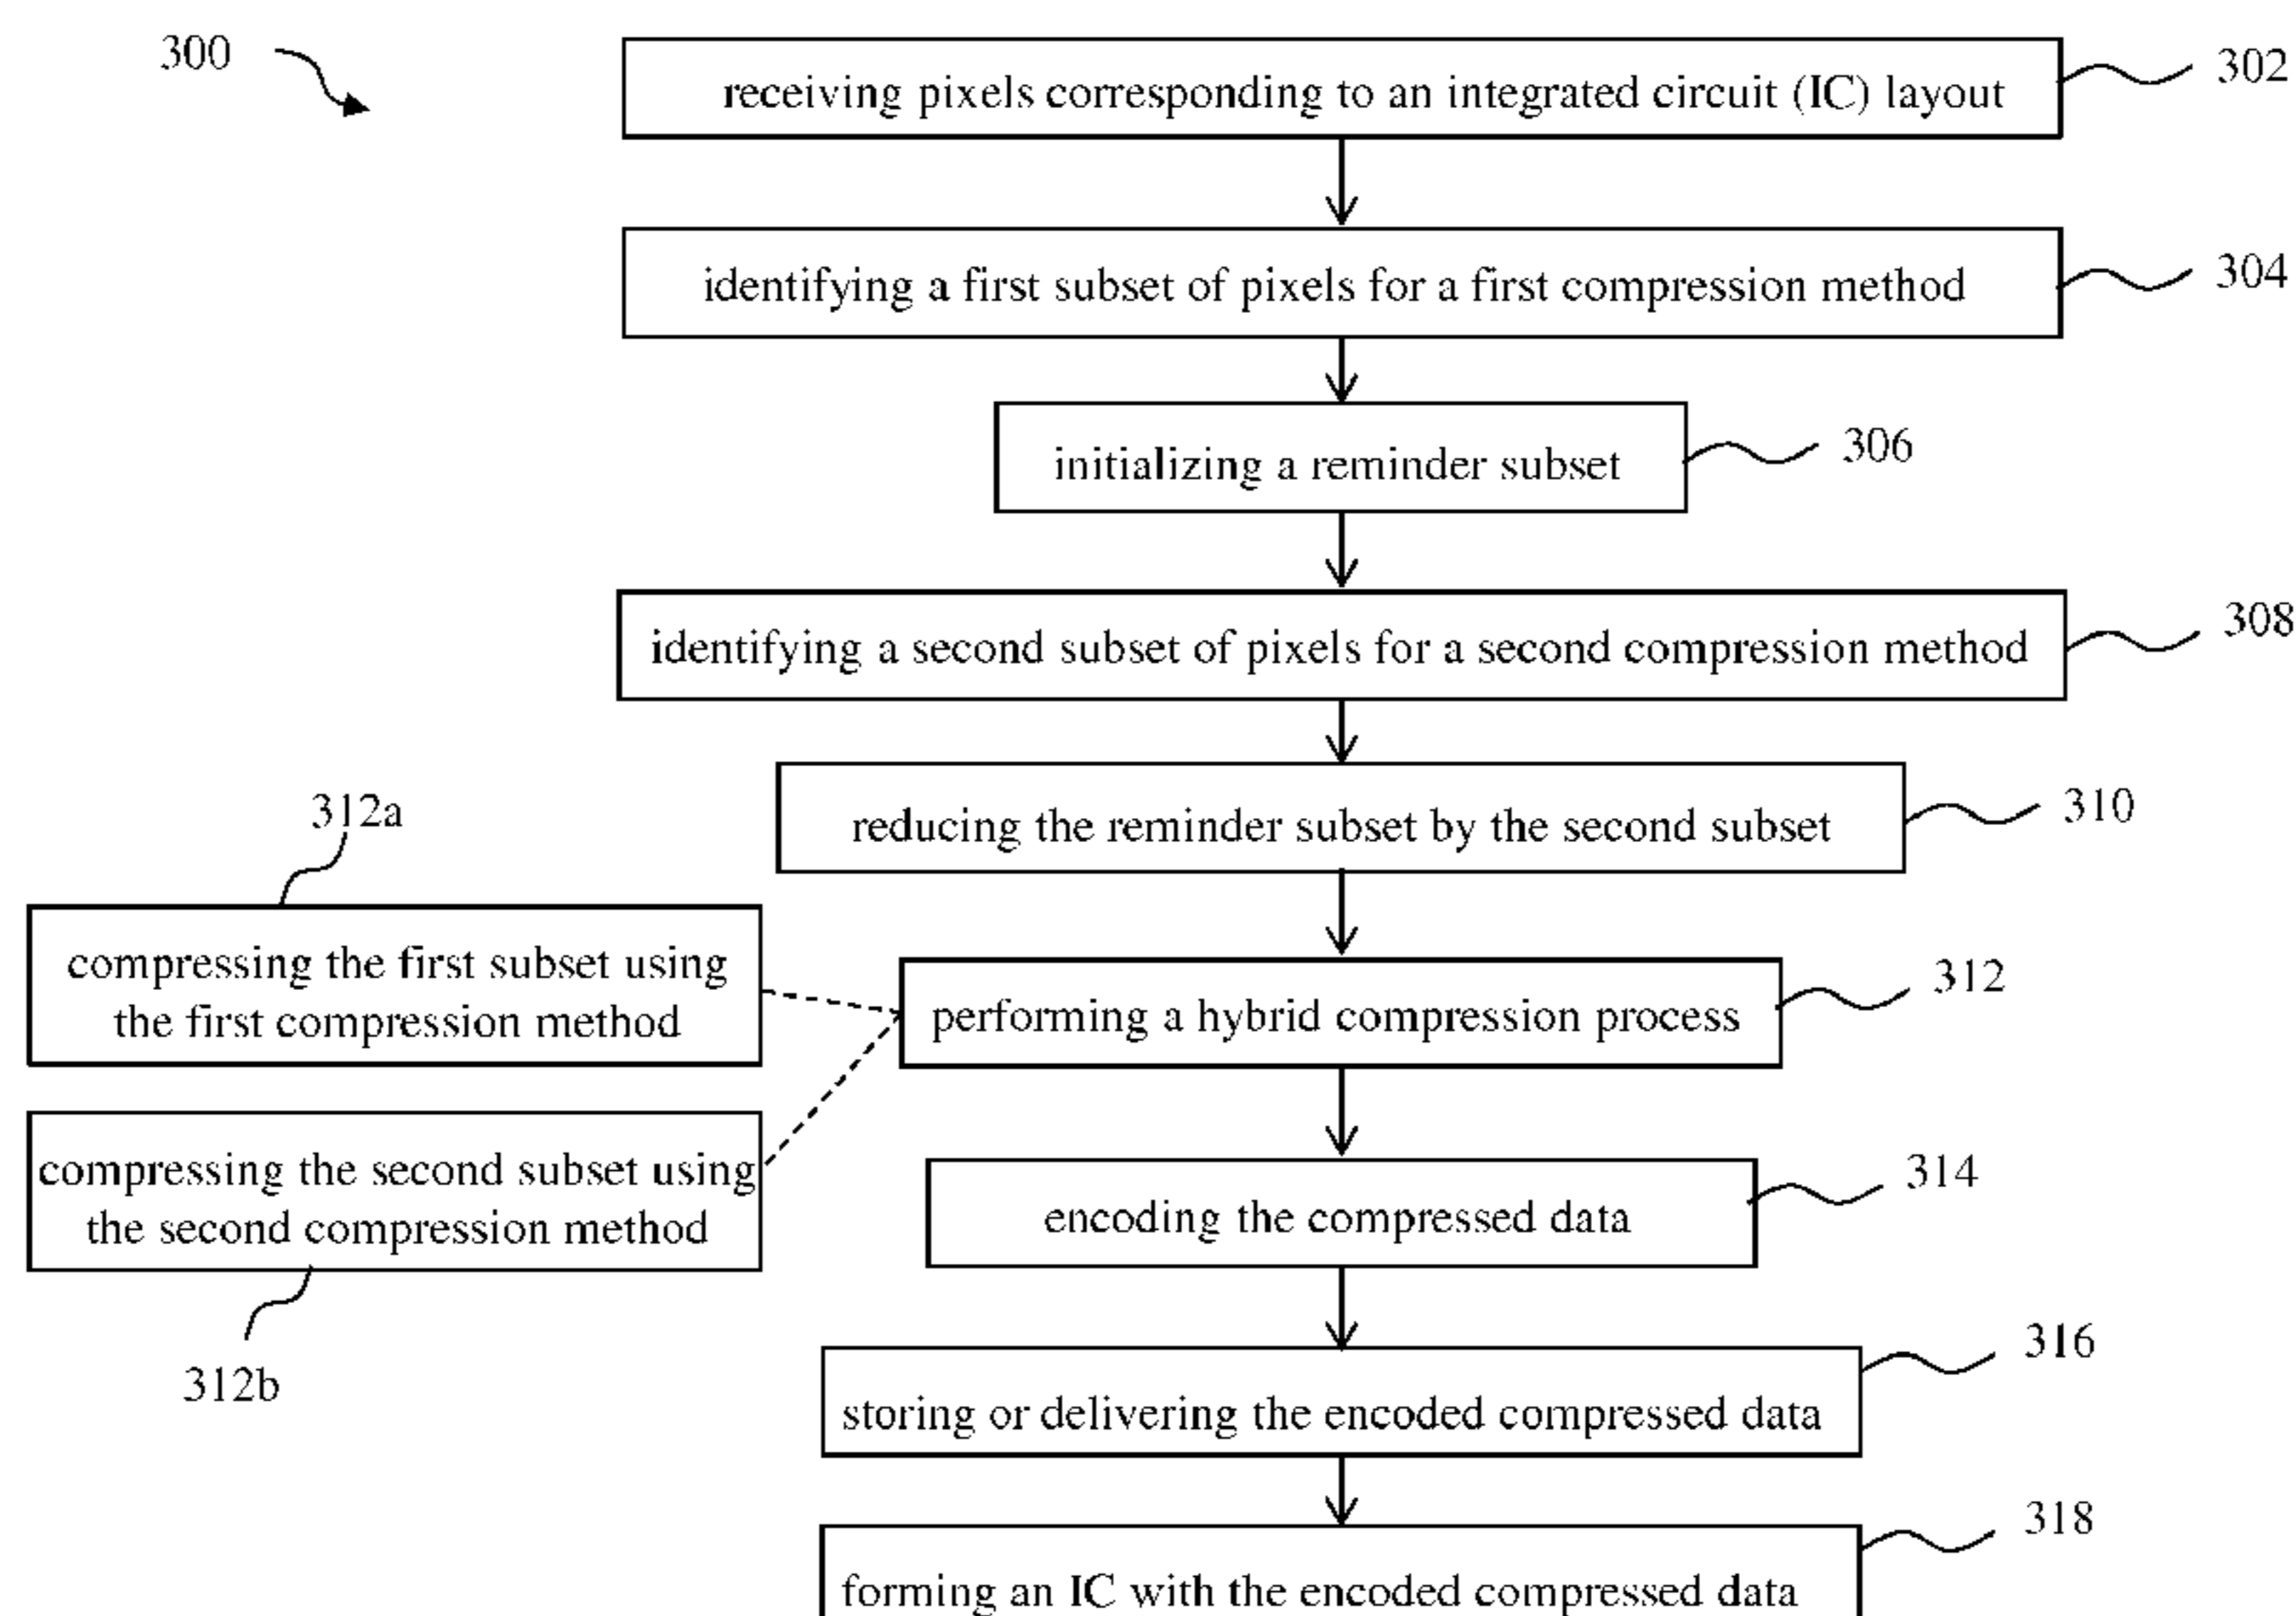 300
receiving pixels corresponding to an integrated circuit (IC) layout
302
identifying a first subset of pixels for a first compression method
304
initializing a reminder subset
306
identifying a second subset of pixels for a second compression method
308
reducing the reminder subset by the second subset
310
312a
compressing the first subset using
the first compression method
performing a hybrid compression process
312
compressing the second subset using
the second compression method
312b
encoding the compressed data
314
storing or delivering the encoded compressed data
316
forming an IC with the encoded compressed data
318